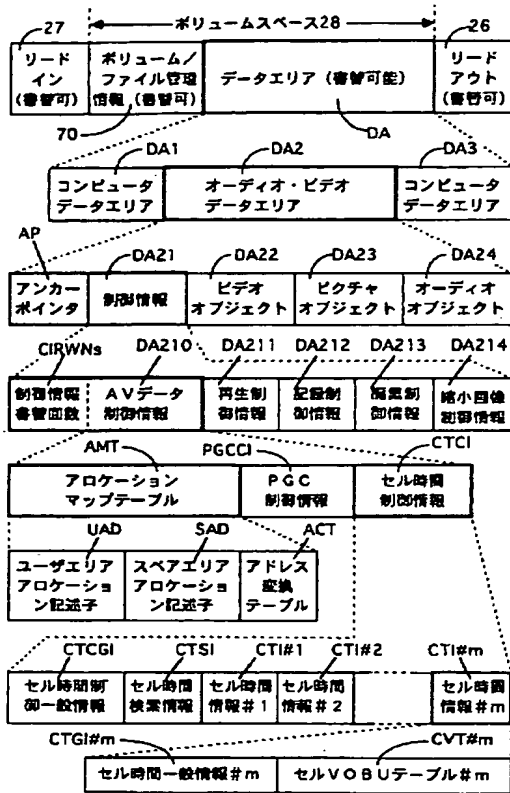 ボリュームスペース28
27
26
リード
イン
(書替可)
ボリューム/
ファイル管理
情報(書替可)
データエリア(書替可能)
リード
アウト
(書替可)
70
DA
DA1
DA2
DA3
コンピュータ
データエリア
オーディオ・ビデオ
データエリア
コンピュータ
データエリア
AP
DA21
DA22
DA23
DA24
アンカー
ポインタ
制御情報
ビデオ
オブジェクト
ピクチャ
オブジェクト
オーディオ
オブジェクト
CIRWNs
DA210
DA211
DA212
DA213
DA214
制御情報
書替回数
AVデータ
制御情報
再生制
御情報
記録制
御情報
編集制
御情報
縮小画像
制御情報
AMT
PGCCI
CTCI
アロケーション
マップテーブル
PGC
制御情報
セル時間
制御情報
UAD
SAD
ACT
ユーザエリア
アロケーショ
ン記述子
スペアエリア
アロケーショ
ン記述子
アドレス
変換
テーブル
CTCGI
CTSI
CTI#1
CTI#2
CTI#m
セル時間制
御一般情報
セル時間
検索情報
セル時間
情報#1
セル時間
情報#2
セル時間
情報#m
CTGI#m
CVT#m
セル時間一般情報#m
セルVOBUテーブル#m